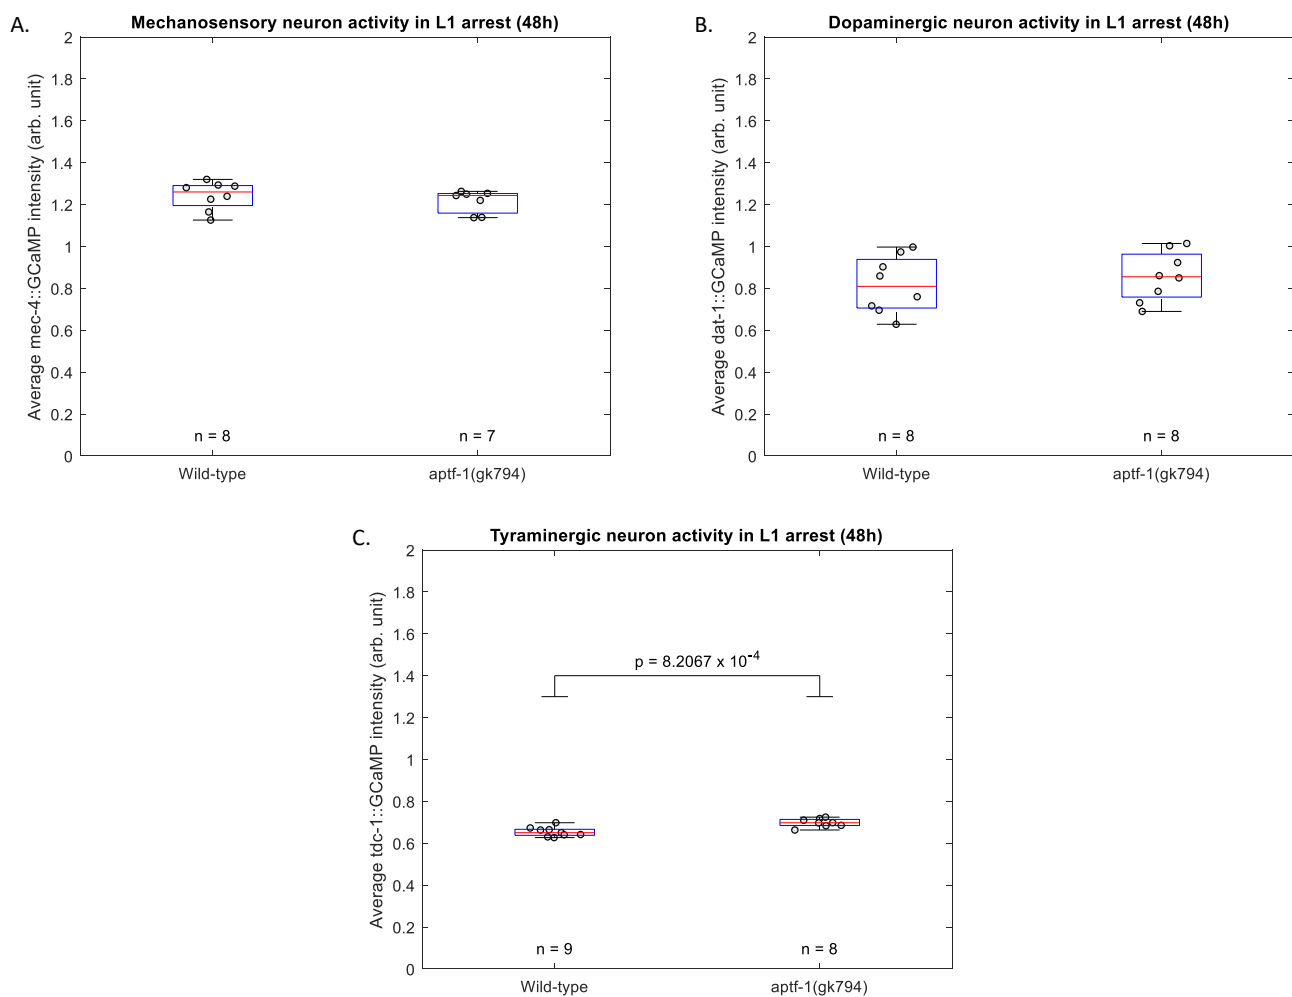 A.
Mechanosensory neuron activity in L1 arrest (48h)
Average mec-4::GCaMP intensity (arb. unit)
2
1.8
1.6
1.4
1.2
1
0.8
0.6
0.4
0.2
0
n = 8
n = 7
Wild-type
aptf-1(gk794)
B.
Dopaminergic neuron activity in L1 arrest (48h)
Average dat-1::GCaMP intensity (arb. unit)
2
1.8
1.6
1.4
1.2
1
0.8
0.6
0.4
0.2
0
n = 8
n = 8
Wild-type
aptf-1(gk794)
C.
Tyraminergic neuron activity in L1 arrest (48h)
Average tdc-1::GCaMP intensity (arb. unit)
2
1.8
1.6
1.4
1.2
1
0.8
0.6
0.4
0.2
0
p = 8.2067 x 10-4
n = 9
n = 8
Wild-type
aptf-1(gk794)